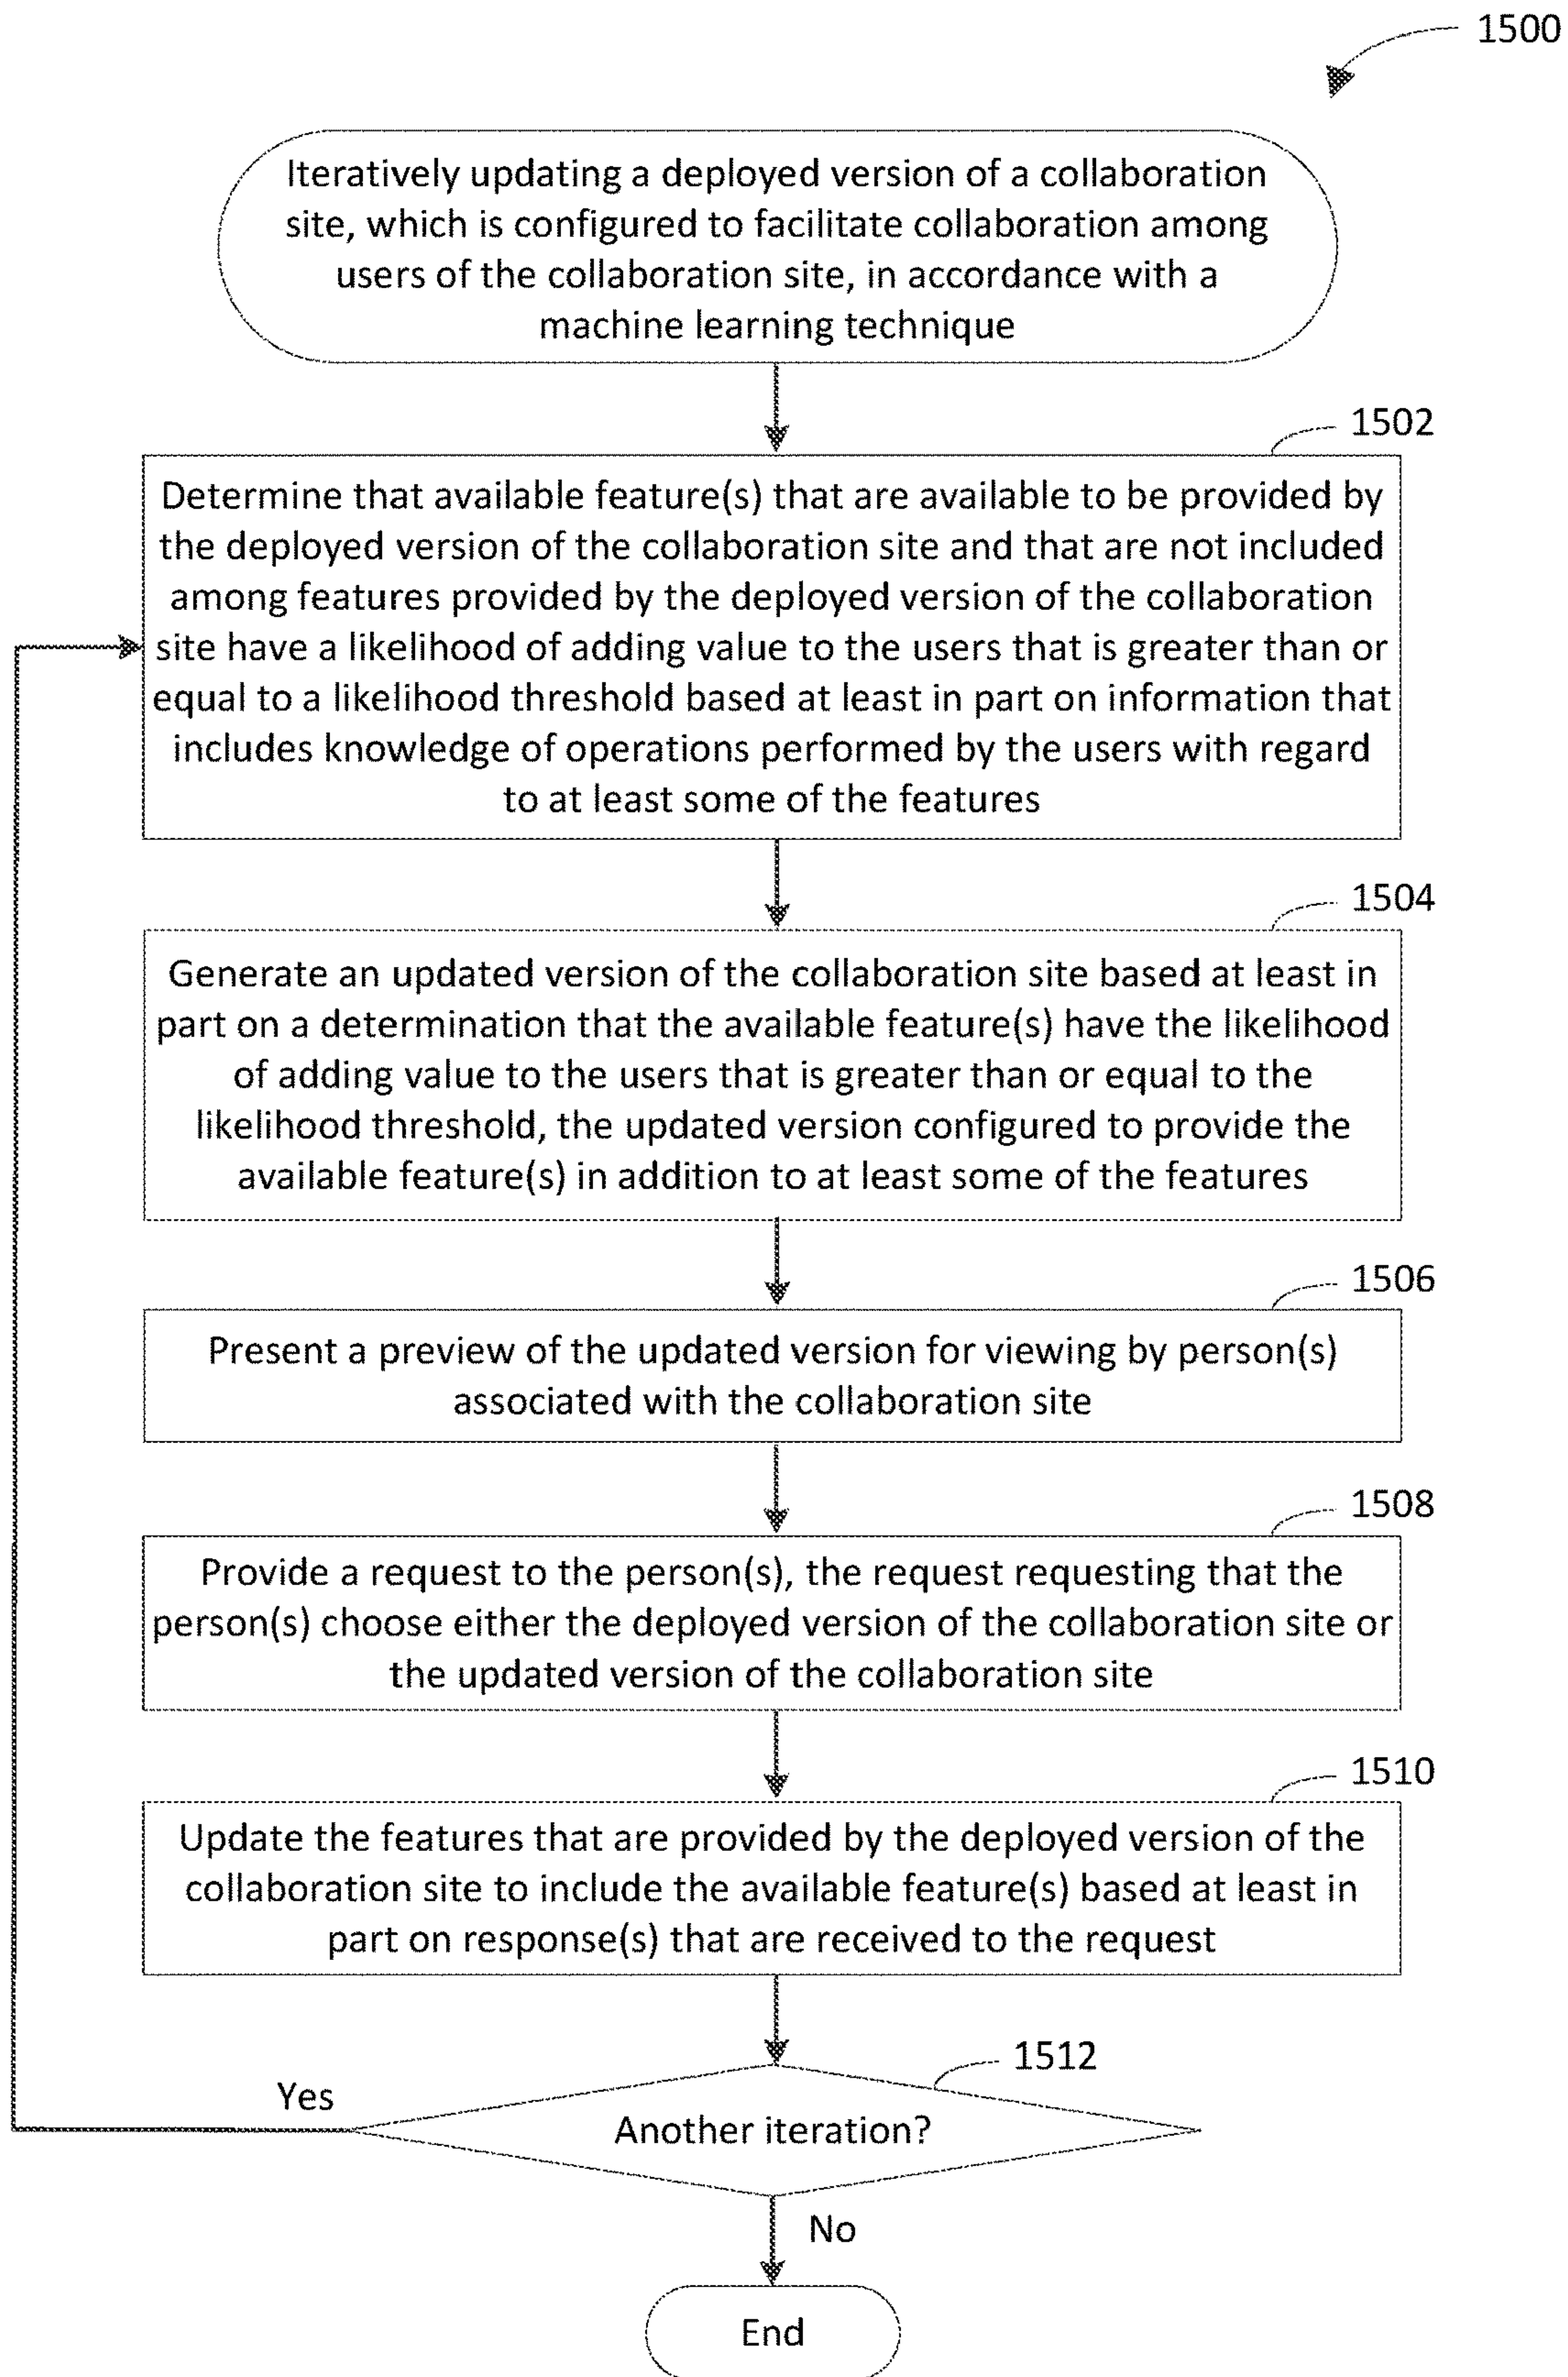 1500
Iteratively updating a deployed version of a collaboration
site, which is configured to facilitate collaboration among
users of the collaboration site, in accordance with a
machine learning technique
1502
Determine that available feature(s) that are available to be provided by
the deployed version of the collaboration site and that are not included
among features provided by the deployed version of the collaboration
site have a likelihood of adding value to the users that is greater than or
equal to a likelihood threshold based at least in part on information that
includes knowledge of operations performed by the users with regard
to at least some of the features
1504
Generate an updated version of the collaboration site based at least in
part on a determination that the available feature(s) have the likelihood
of adding value to the users that is greater than or equal to the
likelihood threshold, the updated version configured to provide the
available feature(s) in addition to at least some of the features
1506
Present a preview of the updated version for viewing by person(s)
associated with the collaboration site
1508
Provide a request to the person(s), the request requesting that the
person(s) choose either the deployed version of the collaboration site or
the updated version of the collaboration site
1510
Update the features that are provided by the deployed version of the
collaboration site to include the available feature(s) based at least in
part on response(s) that are received to the request
1512
Yes
Another iteration?
No
End